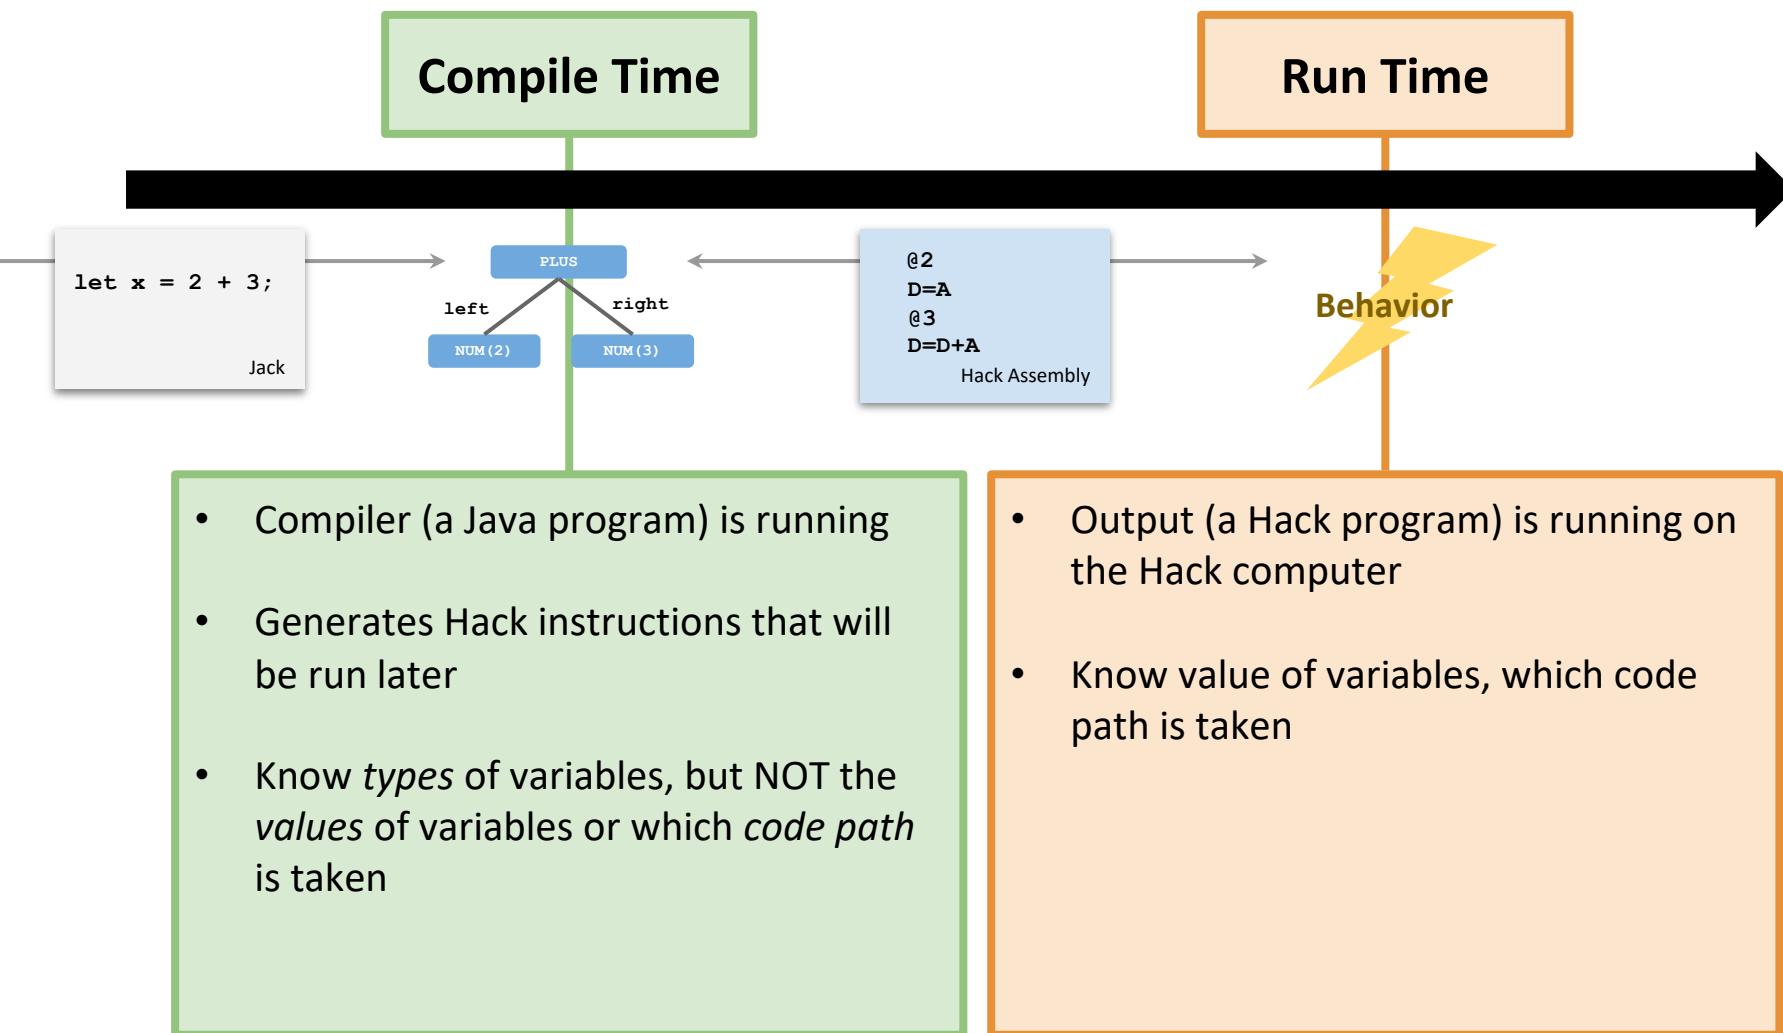 Compile Time
Run Time
let x = 2 + 3;
Jack
PLUS
left
right
NUM(2)
NUM(3)
@2
D=A
@3
D=D+A
Hack Assembly
Behavior
• Compiler (a Java program) is running
• Generates Hack instructions that will
be run later
• Know types of variables, but NOT the
values of variables or which code path
is taken
• Output (a Hack program) is running on
the Hack computer
• Know value of variables, which code
path is taken